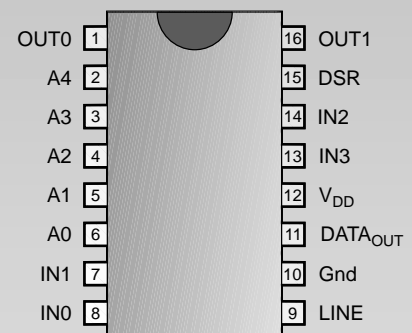 OUT0 1 16 OUT1
A4 2 15 DSR
A3 3 14 IN2
A2 4 13 IN3
A1 5 12 VDD
A0 6 11 DATAOUT
IN1 7 10 Gnd
IN0 8 9 LINE